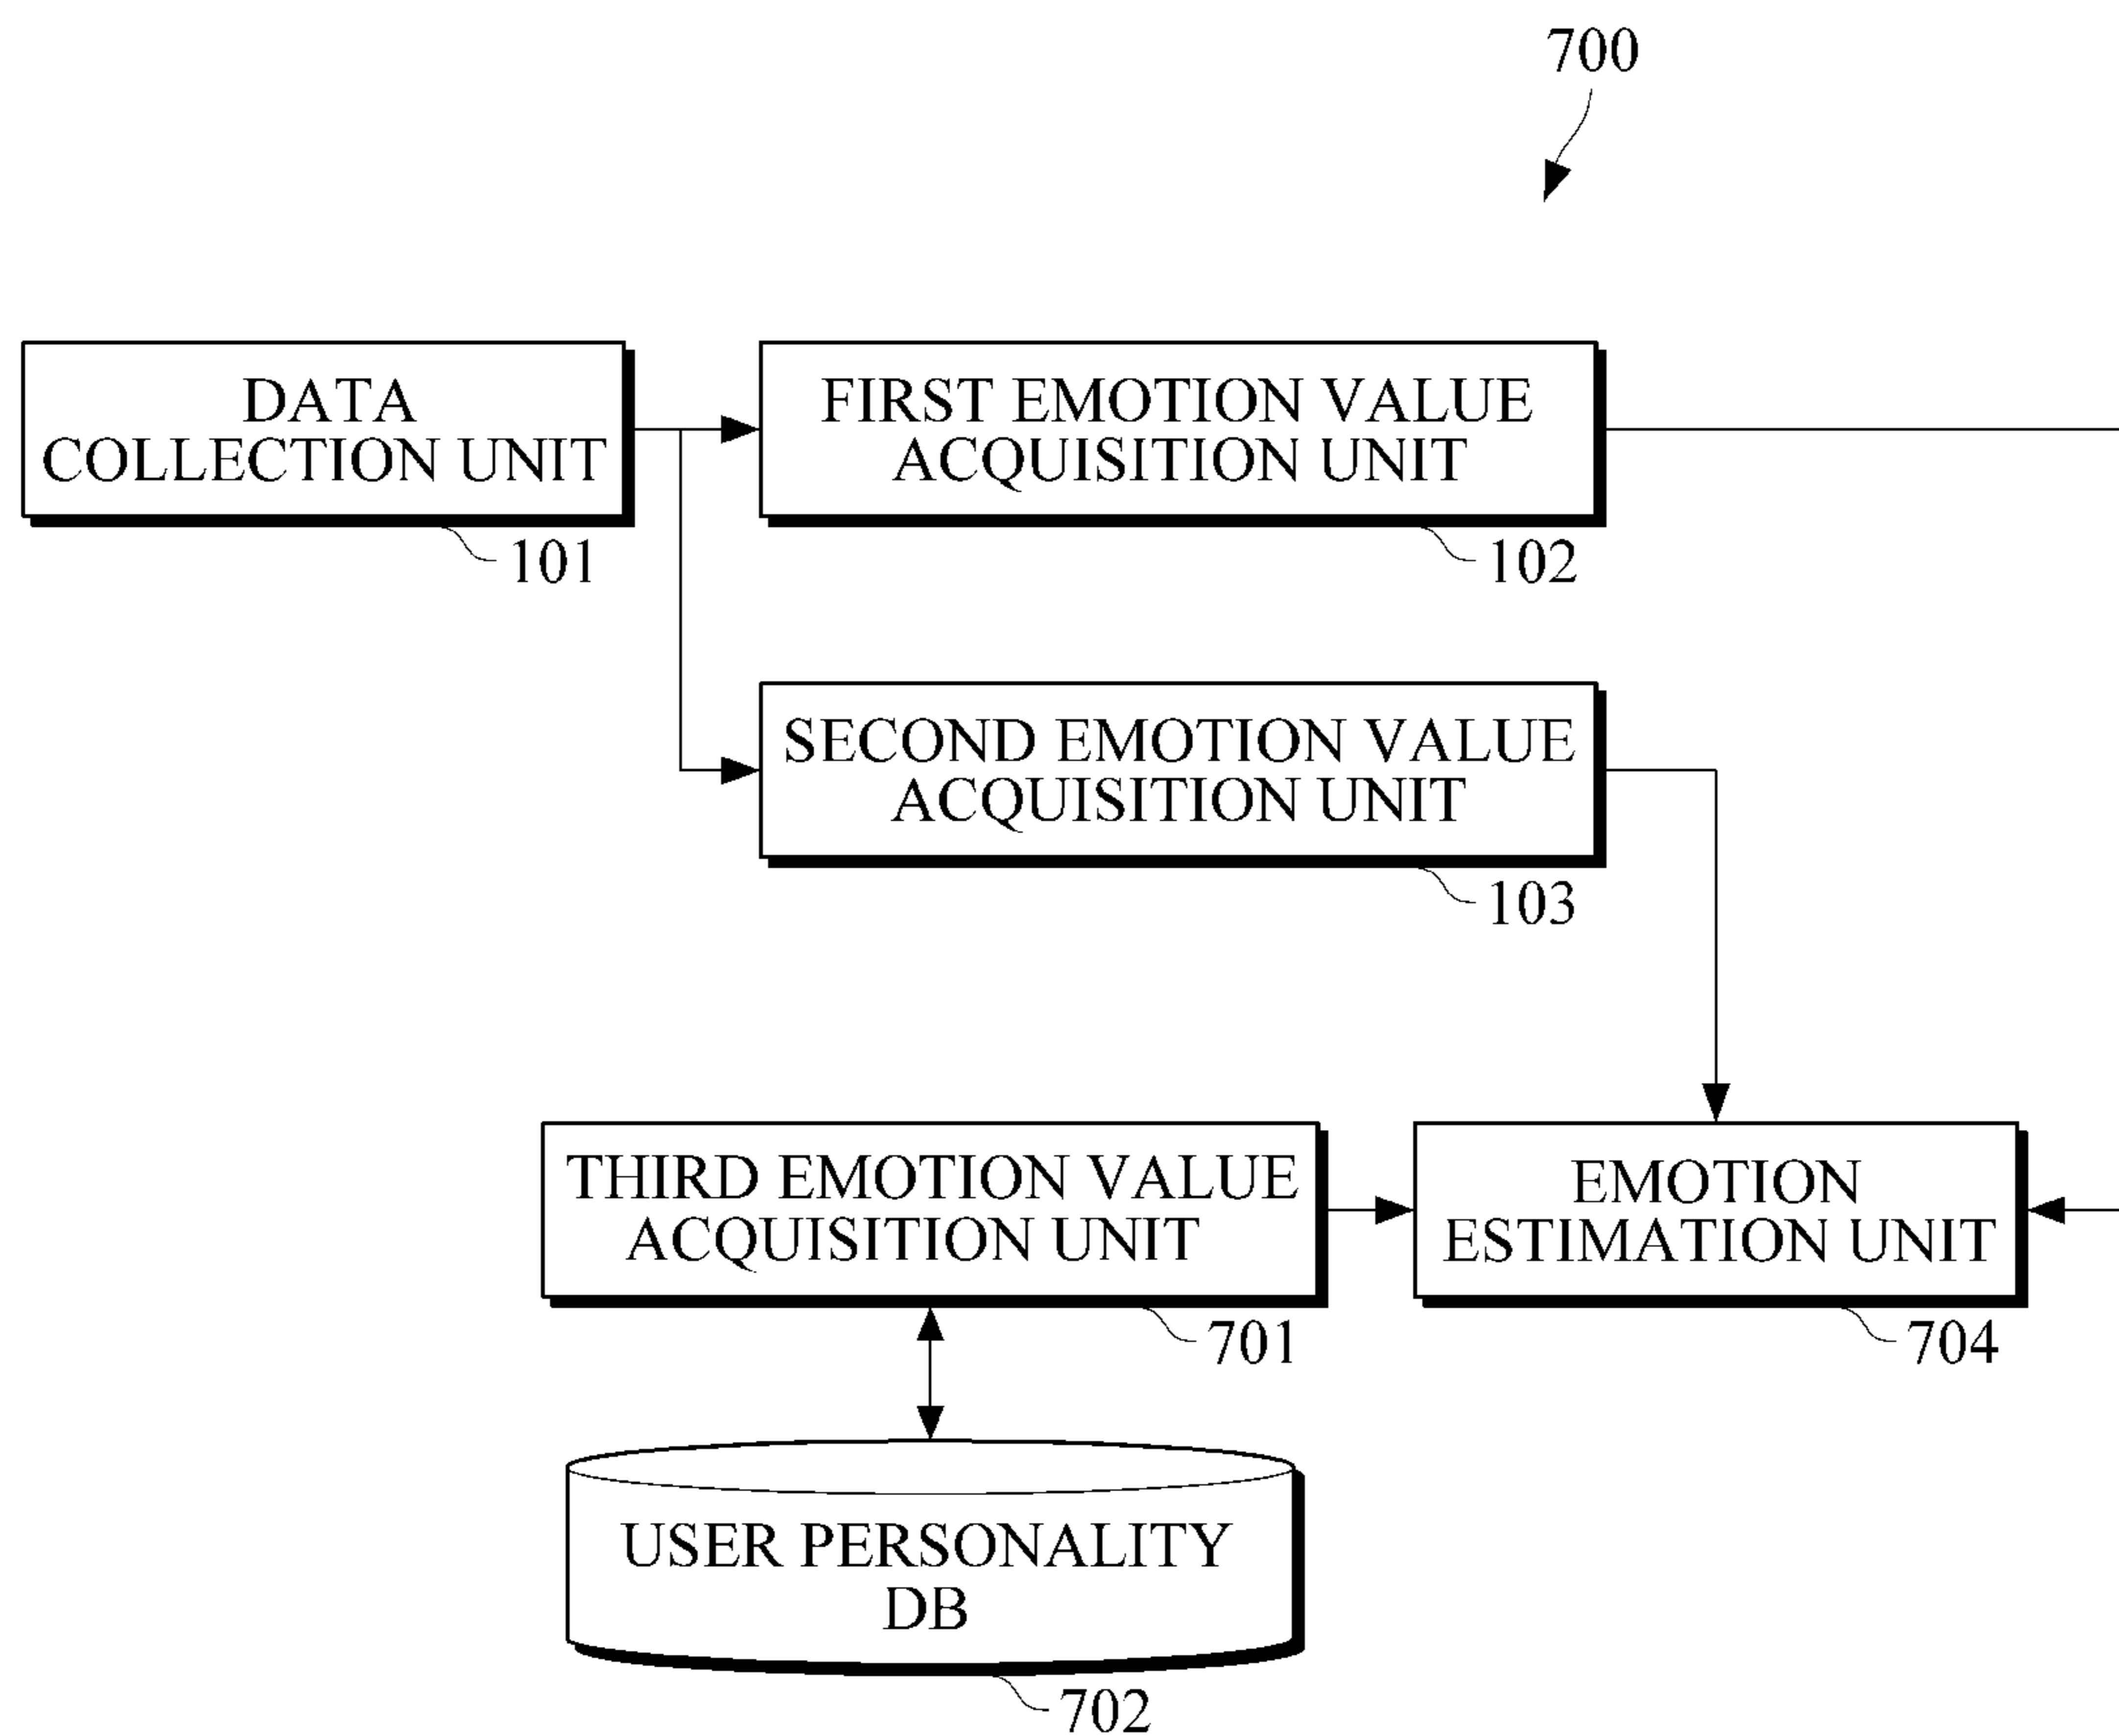 700
DATA
COLLECTION UNIT
101
FIRST EMOTION VALUE
ACQUISITION UNIT
102
SECOND EMOTION VALUE
ACQUISITION UNIT
103
THIRD EMOTION VALUE
ACQUISITION UNIT
701
EMOTION
ESTIMATION UNIT
704
USER PERSONALITY
DB
702